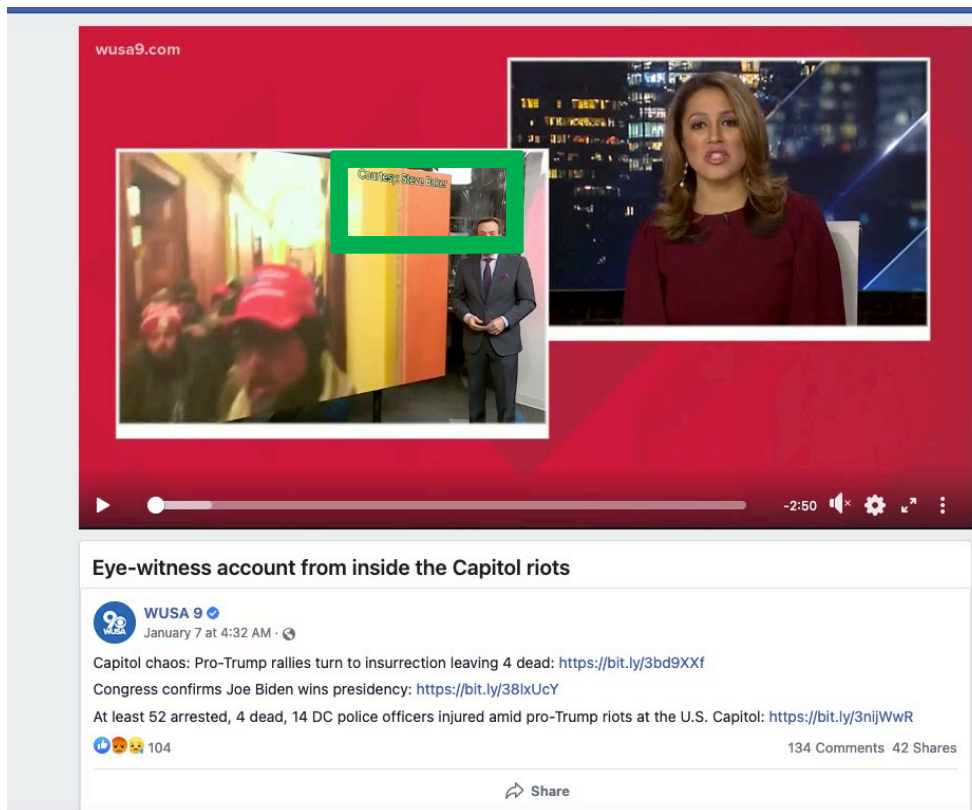 wusa9.com
Courtesy: Steve Baker
-2:50
Eye-witness account from inside the Capitol riots
WUSA 9
January 7 at 4:32 AM ·
Capitol chaos: Pro-Trump rallies turn to insurrection leaving 4 dead: https://bit.ly/3bd9XXf
Congress confirms Joe Biden wins presidency: https://bit.ly/38lxUcY
At least 52 arrested, 4 dead, 14 DC police officers injured amid pro-Trump riots at the U.S. Capitol: https://bit.ly/3nijWwR
104
134 Comments 42 Shares
Share